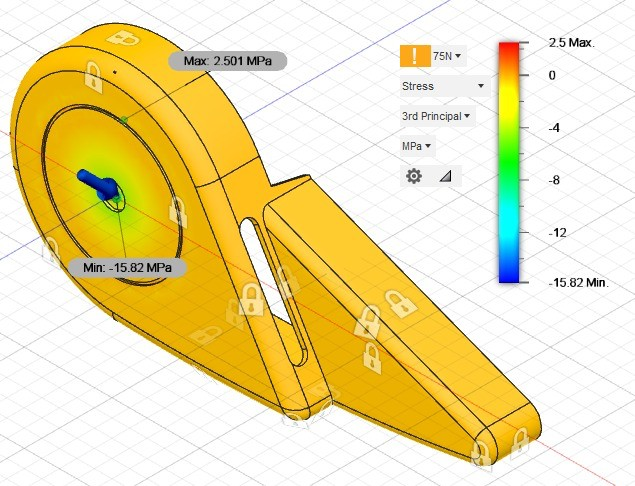 Max: 2.501 MPa
Min: -15.82 MPa
! 75N
Stress
3rd Principal
MPa
2.5 Max.
0
-4
-8
-12
-15.82 Min.